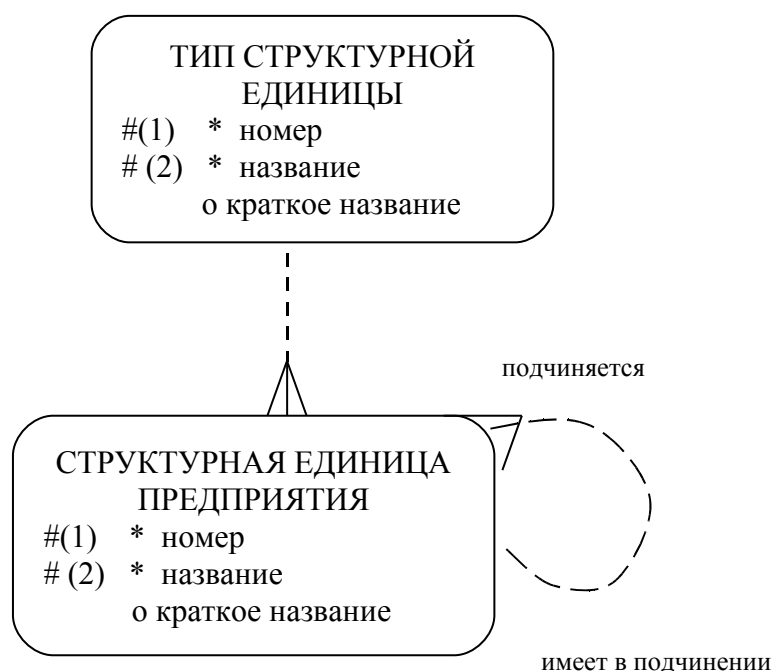 ТИП СТРУКТУРНОЙ
ЕДИНИЦЫ
#(1) * номер
# (2) * название
о краткое название
подчиняется
СТРУКТУРНАЯ ЕДИНИЦА
ПРЕДПРИЯТИЯ
#(1) * номер
# (2) * название
о краткое название
имеет в подчинении